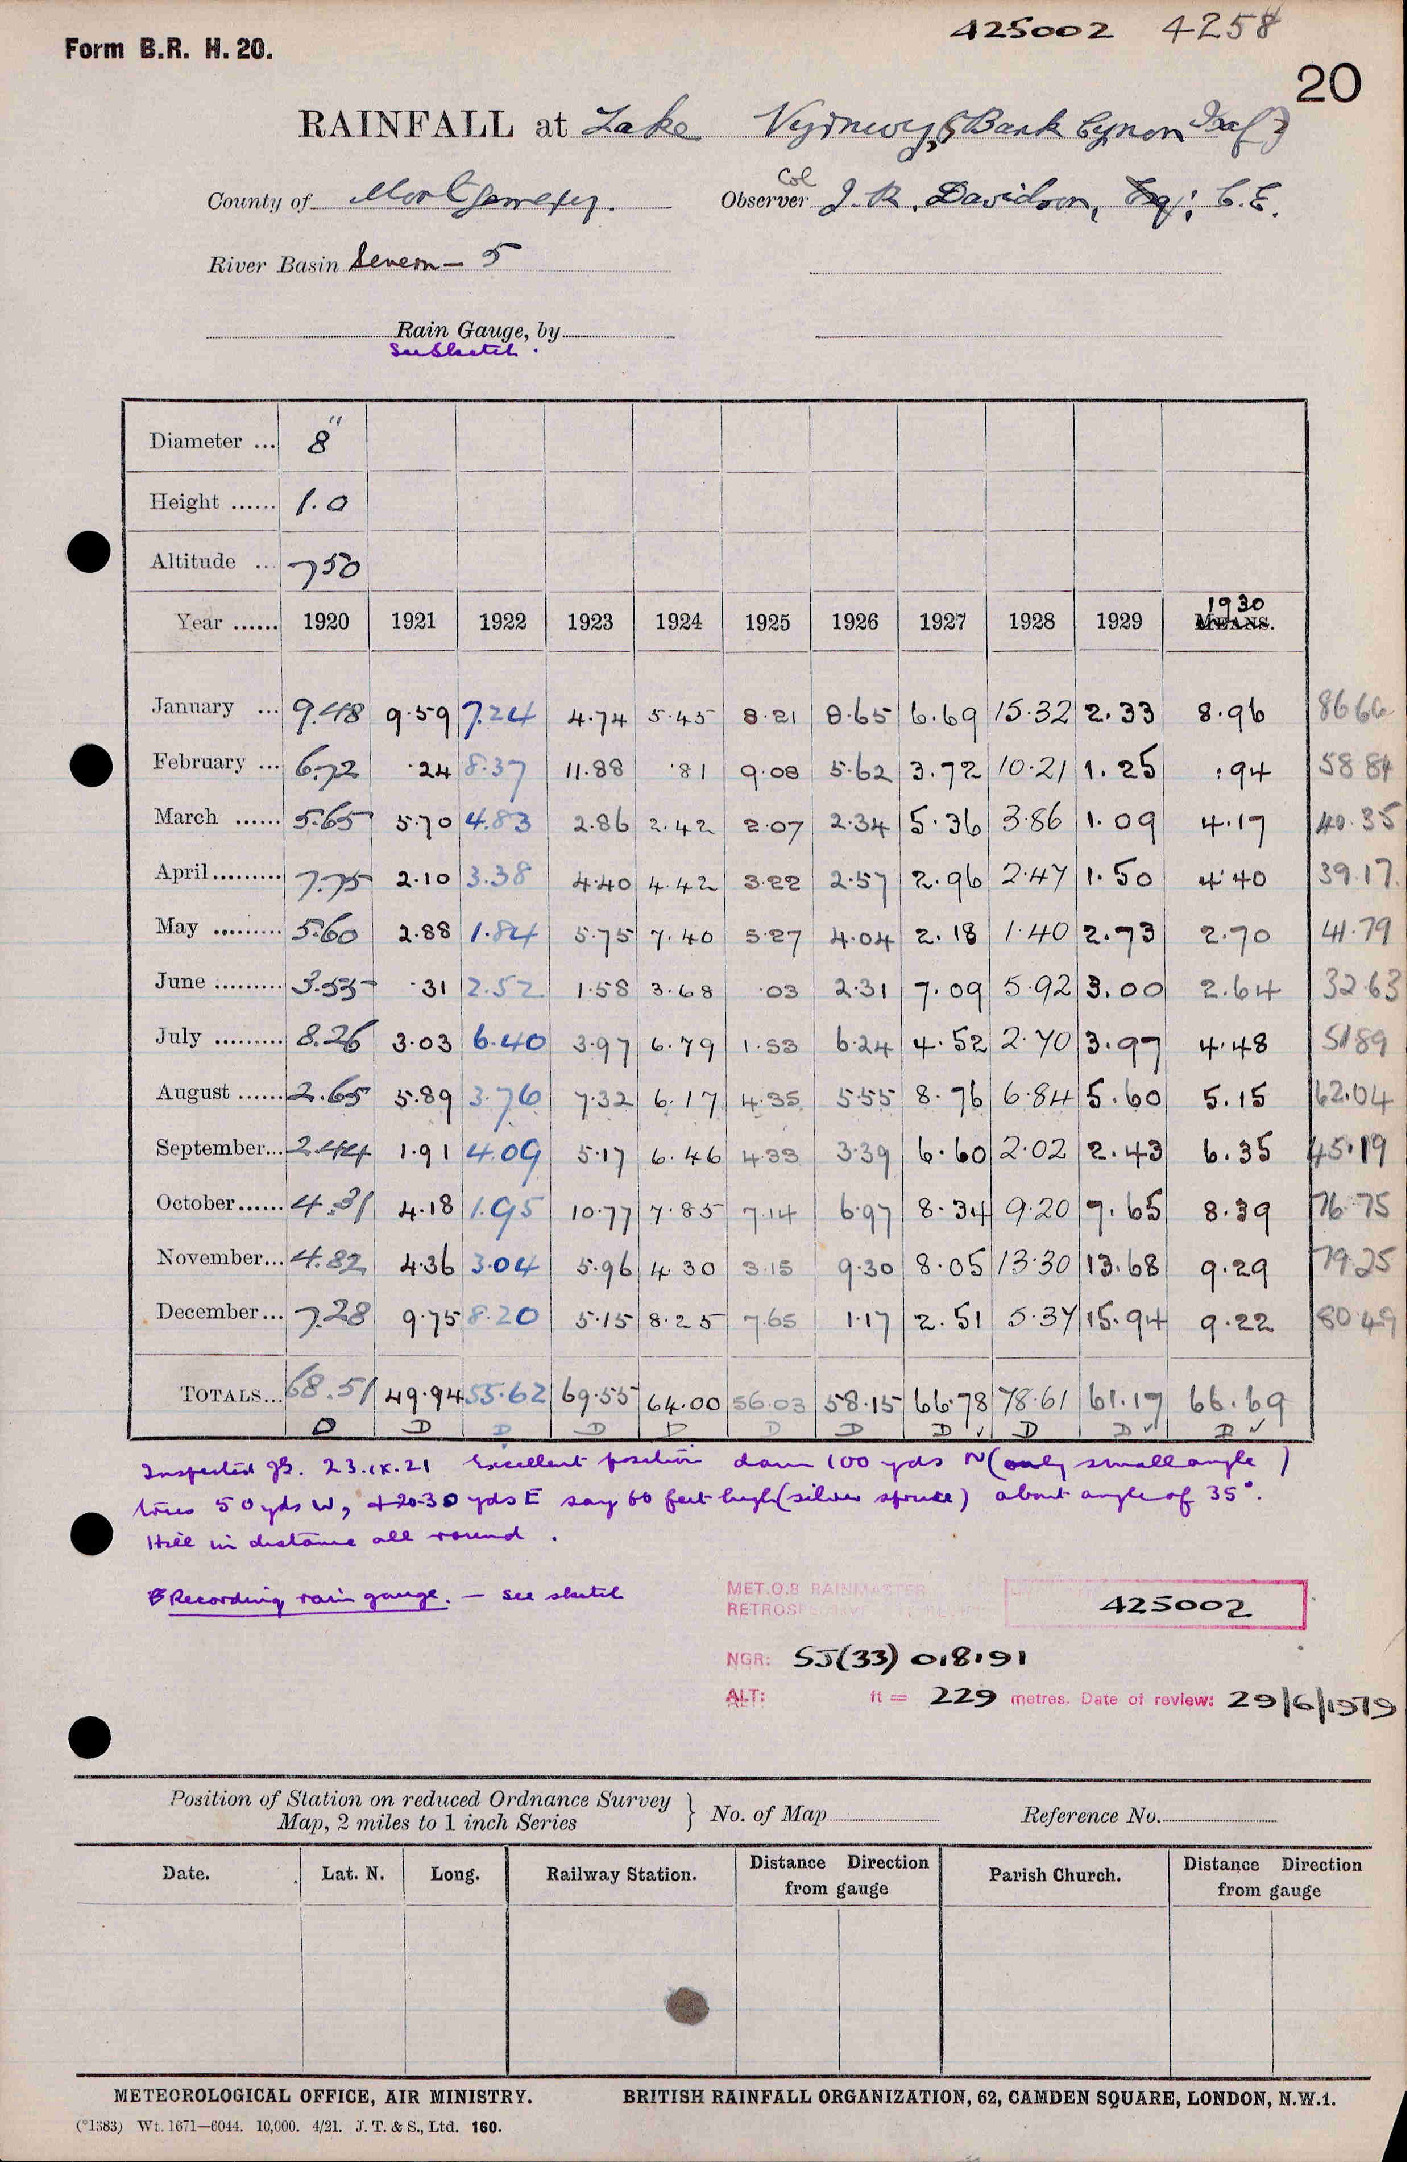 425002 4258
Form B.R. H. 20.
20
RAINFALL at Lake Vyrnwy, (Bank Cynon Isaf)
Col
County of Montgomery. Observer J. R. Davidson, Esq; C.E.
River Basin Severn — 5
Rain Gauge, by
See Sketch.
Diameter ... 8"
Height ...... 1.0
Altitude ... 750
1930
Year ...... 1920 1921 1922 1923 1924 1925 1926 1927 1928 1929 MEANS.
January ... 9.48 9.59 7.24 4.74 5.45 8.21 8.65 6.69 15.32 2.33 8.96 86.66
February ... 6.72 .24 8.37 11.88 .81 9.08 5.62 3.72 10.21 1.25 .94 58.84
March ...... 5.65 5.70 4.83 2.86 2.42 2.07 2.34 5.36 3.86 1.09 4.17 40.35
April ......... 7.75 2.10 3.38 4.40 4.42 3.22 2.57 2.96 2.47 1.50 4.40 39.17
May ......... 5.60 2.88 1.84 5.75 7.40 5.27 4.04 2.18 1.40 2.73 2.70 41.79
June ......... 3.55 .31 2.52 1.58 3.68 .03 2.31 7.09 5.92 3.00 2.64 32.63
July ......... 8.26 3.03 6.40 3.97 6.79 1.53 6.24 4.52 2.70 3.97 4.48 51.89
August ...... 2.65 5.89 3.76 7.32 6.17 4.35 5.55 8.76 6.84 5.60 5.15 62.04
September... 2.44 1.91 4.09 5.17 6.46 4.33 3.39 6.60 2.02 2.43 6.35 45.19
October...... 4.31 4.18 1.95 10.77 7.85 7.14 6.97 8.34 9.20 7.65 8.39 76.75
November... 4.82 4.36 3.04 5.96 4.30 3.15 9.30 8.05 13.30 13.68 9.29 79.25
December... 7.28 9.75 8.20 5.15 8.25 7.65 1.17 2.51 5.37 15.94 9.22 80.49
TOTALS... 68.51 49.94 55.62 69.55 64.00 56.03 58.15 66.78 78.61 61.17 66.69
D D D D D D D D ✓ D D ✓ D ✓
Inspected 23.IX.21 Excellent position dam 100 yds N (only small angle)
trees 50 yds W, + 20-30 yds E say 60 feet high (silver spruce) about angle of 35°.
Hill in distance all round.
Recording rain gauge. — see sketch
MET.O.8 RAINMASTER
425002
NGR: SJ(33) 018191
ALT: ft = 229 metres. Date of review: 29/6/1979
Position of Station on reduced Ordnance Survey
Map, 2 miles to 1 inch Series } No. of Map Reference No.
Date. Lat. N. Long. Railway Station. Distance Direction from gauge Parish Church. Distance Direction from gauge
METEOROLOGICAL OFFICE, AIR MINISTRY. BRITISH RAINFALL ORGANIZATION, 62, CAMDEN SQUARE, LONDON, N.W.1.
(*1383) Wt. 1671—6044. 10,000. 4/21. J. T. & S., Ltd. 160.